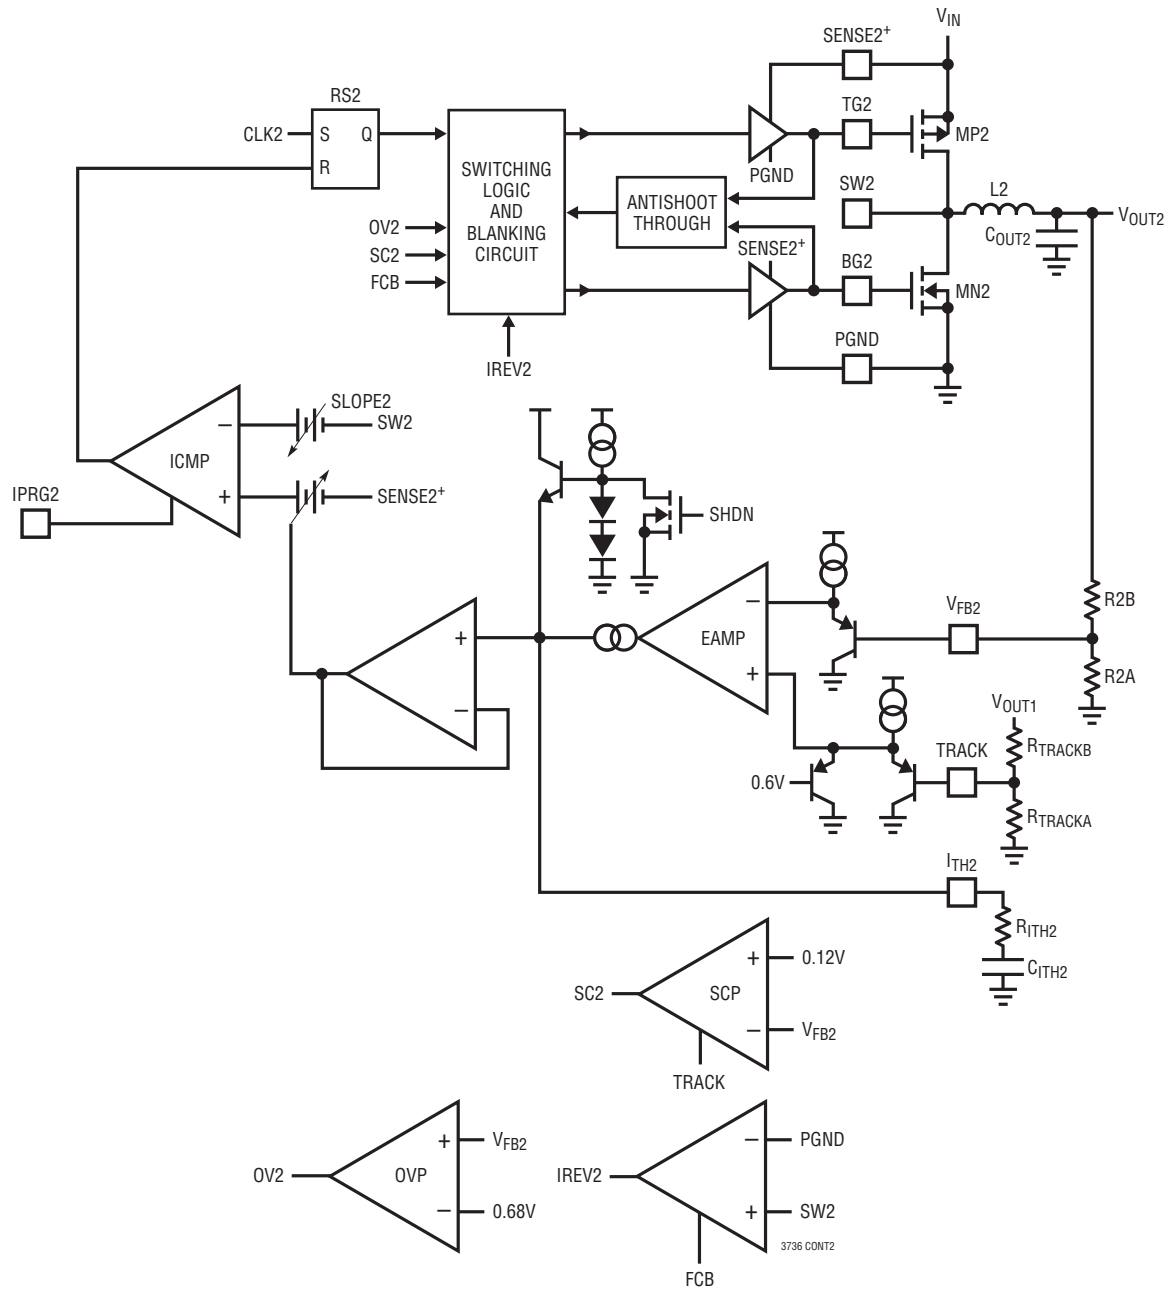 VIN
SENSE2+
RS2
TG2
CLK2
S
Q
R
MP2
PGND
SWITCHING
LOGIC
AND
BLANKING
CIRCUIT
ANTISHOOT
THROUGH
SW2
L2
VOUT2
COUT2
OV2
SC2
FCB
SENSE2+
BG2
MN2
PGND
IREV2
SLOPE2
–
SW2
ICMP
IPRG2
+
SENSE2+
SHDN
VFB2
R2B
–
EAMP
+
+
–
R2A
VOUT1
RTRACKB
TRACK
0.6V
RTRACKA
ITH2
RITH2
CITH2
+
0.12V
SC2
SCP
–
VFB2
TRACK
+
VFB2
OV2
OVP
–
0.68V
–
PGND
IREV2
+
SW2
3736 CONT2
FCB